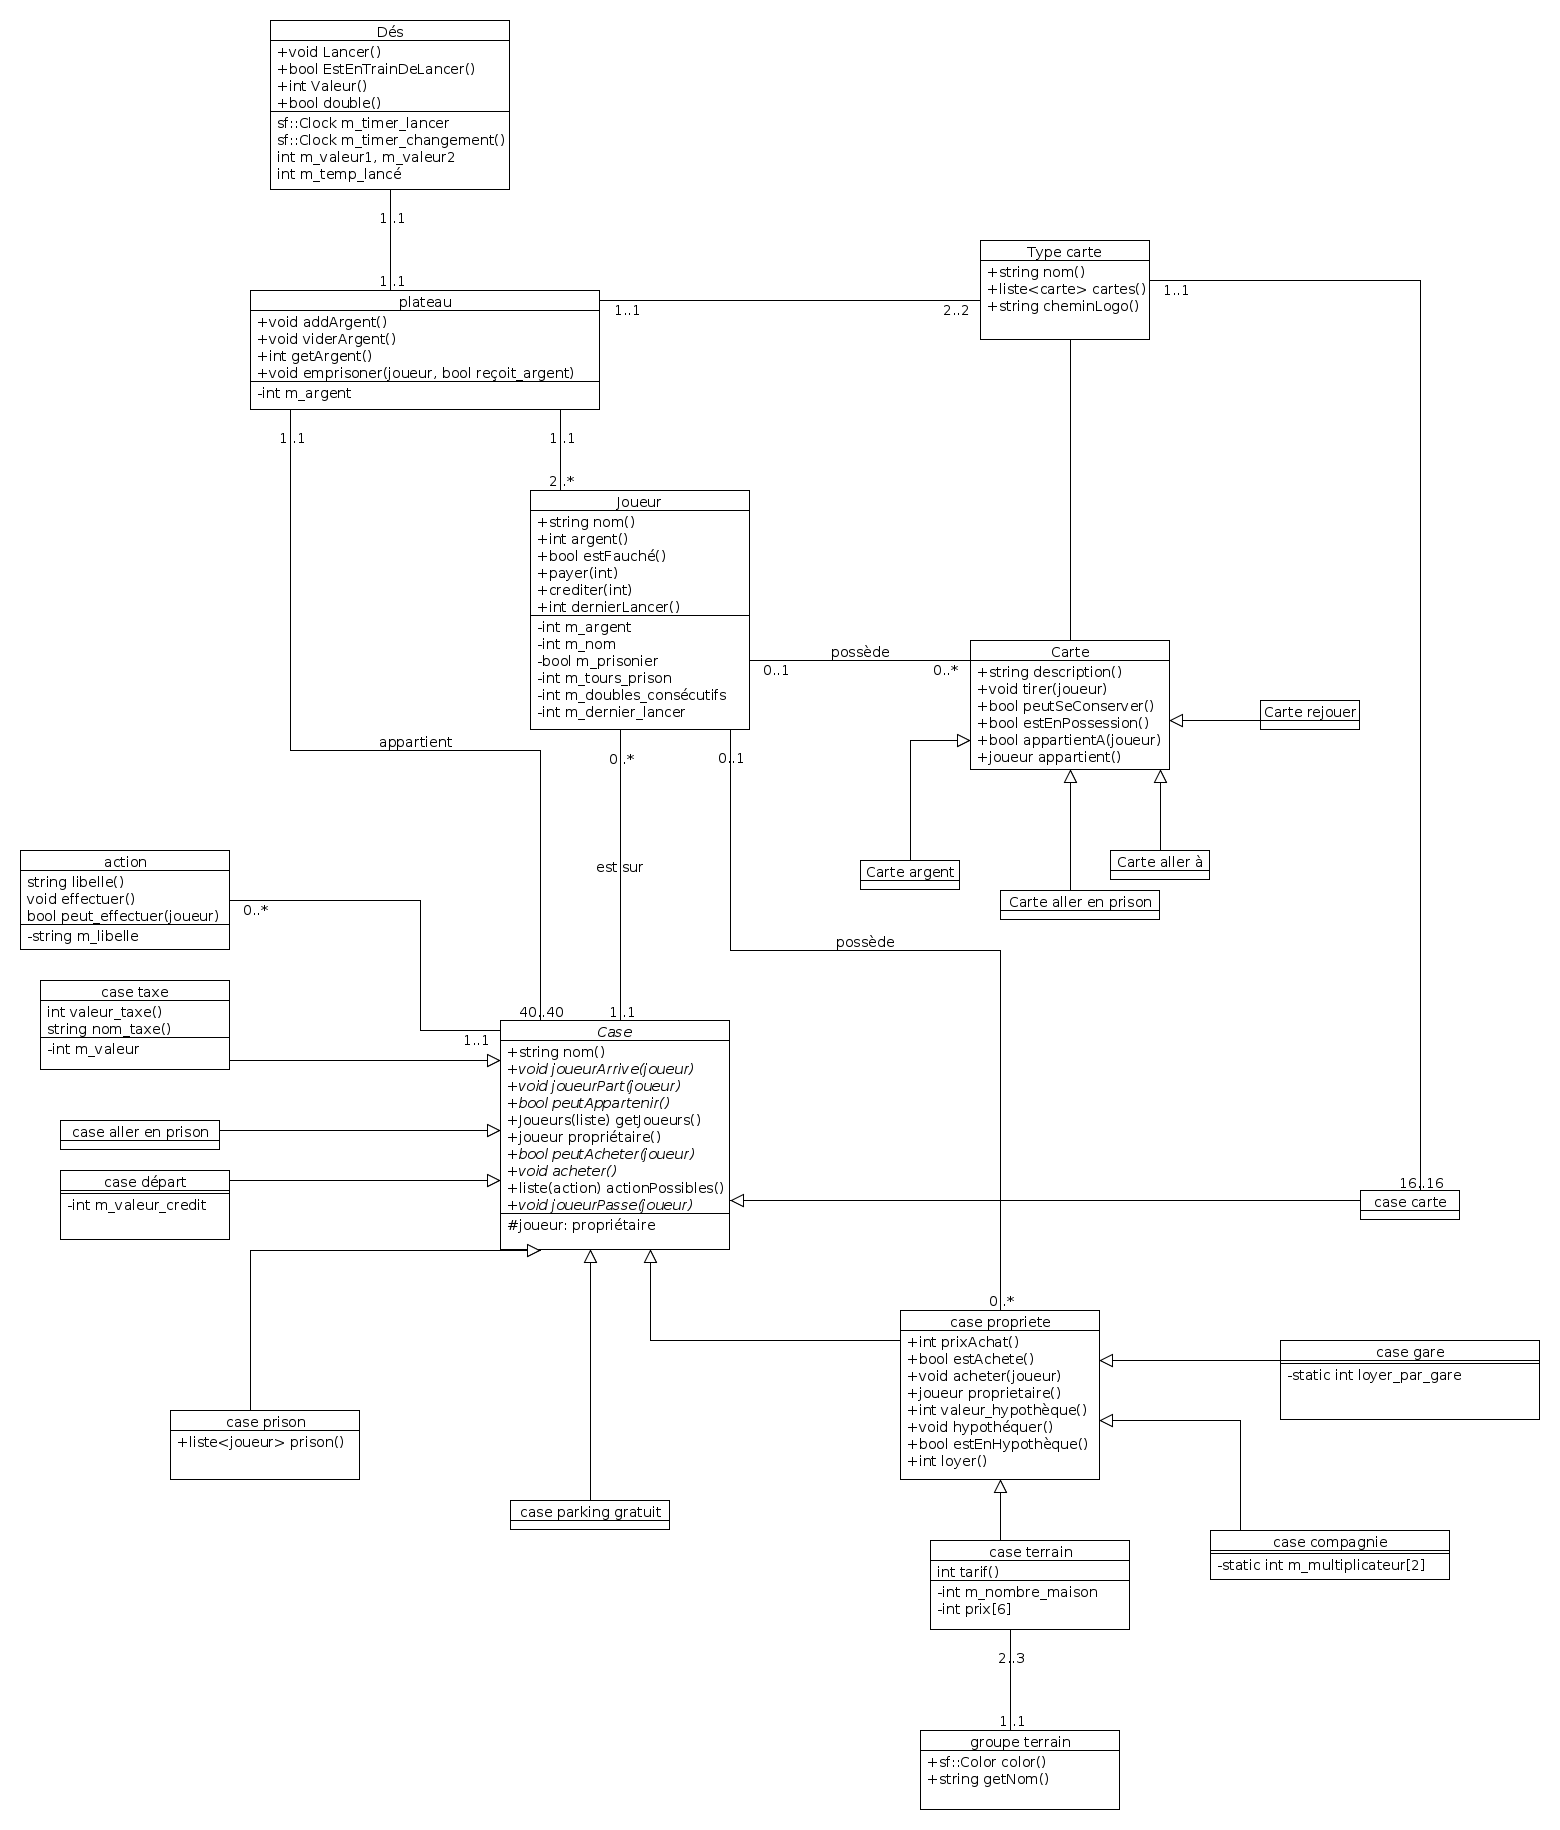 Dés
+void Lancer()
+bool EstEnTrainDeLancer()
+int Valeur()
+bool double()
sf::Clock m_timer_lancer
sf::Clock m_timer_changement()
int m_valeur1, m_valeur2
int m_temp_lancé
1..1
1..1
plateau
+void addArgent()
+void viderArgent()
+int getArgent()
+void emprisoner(joueur, bool reçoit_argent)
-int m_argent
1..1
2..2
Type carte
+string nom()
+liste<carte> cartes()
+string cheminLogo()
1..1
1..1
1..1
2..*
Joueur
+string nom()
+int argent()
+bool estFauché()
+payer(int)
+crediter(int)
+int dernierLancer()
-int m_argent
-int m_nom
-bool m_prisonier
-int m_tours_prison
-int m_doubles_consécutifs
-int m_dernier_lancer
possède
0..1
0..*
Carte
+string description()
+void tirer(joueur)
+bool peutSeConserver()
+bool estEnPossession()
+bool appartientA(joueur)
+joueur appartient()
Carte rejouer
Carte argent
Carte aller à
Carte aller en prison
appartient
0..*
0..1
est sur
possède
action
string libelle()
void effectuer()
bool peut_effectuer(joueur)
-string m_libelle
0..*
case taxe
int valeur_taxe()
string nom_taxe()
-int m_valeur
40..40
1..1
1..1
Case
+string nom()
+void joueurArrive(joueur)
+void joueurPart(joueur)
+bool peutAppartenir()
+Joueurs(liste) getJoueurs()
+joueur propriétaire()
+bool peutAcheter(joueur)
+void acheter()
+liste(action) actionPossibles()
+void joueurPasse(joueur)
#joueur: propriétaire
case aller en prison
case départ
-int m_valeur_credit
16..16
case carte
case prison
+liste<joueur> prison()
case parking gratuit
0..*
case propriete
+int prixAchat()
+bool estAchete()
+void acheter(joueur)
+joueur proprietaire()
+int valeur_hypothèque()
+void hypothéquer()
+bool estEnHypothèque()
+int loyer()
case gare
-static int loyer_par_gare
case compagnie
-static int m_multiplicateur[2]
case terrain
int tarif()
-int m_nombre_maison
-int prix[6]
2..3
1..1
groupe terrain
+sf::Color color()
+string getNom()